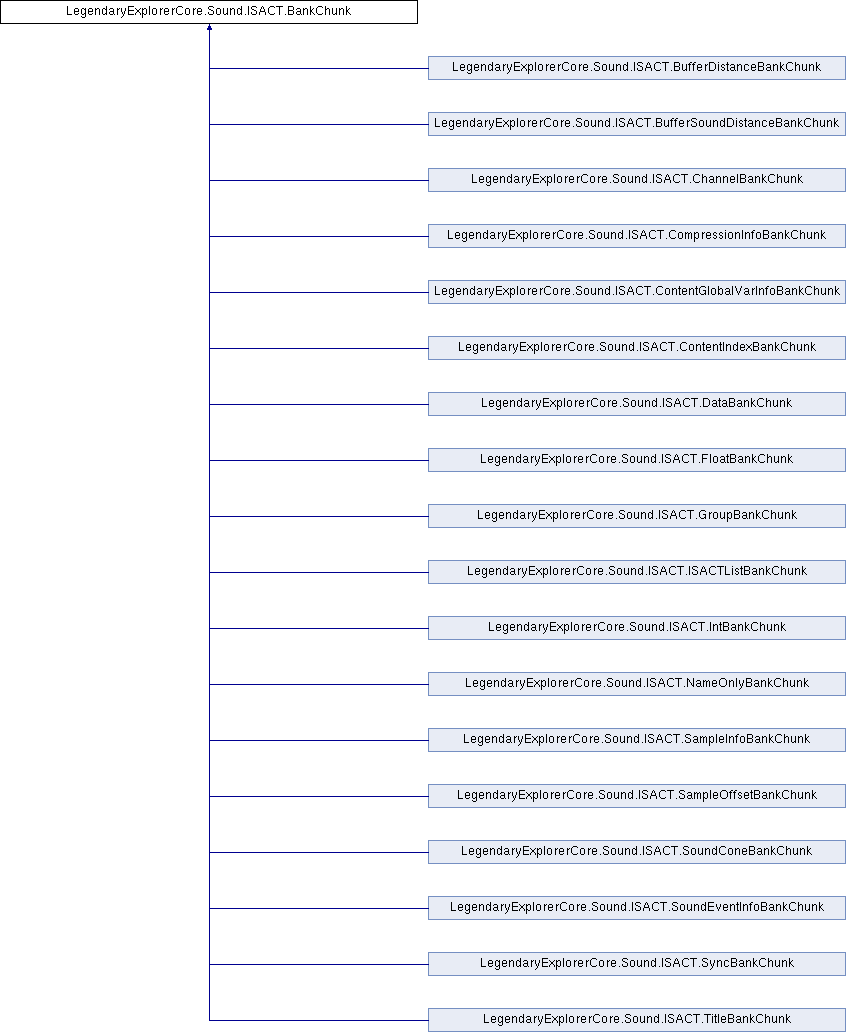 LegendaryExplorerCore.Sound.ISACT.BankChunk
LegendaryExplorerCore.Sound.ISACT.BufferDistanceBankChunk
LegendaryExplorerCore.Sound.ISACT.BufferSoundDistanceBankChunk
LegendaryExplorerCore.Sound.ISACT.ChannelBankChunk
LegendaryExplorerCore.Sound.ISACT.CompressionInfoBankChunk
LegendaryExplorerCore.Sound.ISACT.ContentGlobalVarInfoBankChunk
LegendaryExplorerCore.Sound.ISACT.ContentIndexBankChunk
LegendaryExplorerCore.Sound.ISACT.DataBankChunk
LegendaryExplorerCore.Sound.ISACT.FloatBankChunk
LegendaryExplorerCore.Sound.ISACT.GroupBankChunk
LegendaryExplorerCore.Sound.ISACT.ISACTListBankChunk
LegendaryExplorerCore.Sound.ISACT.IntBankChunk
LegendaryExplorerCore.Sound.ISACT.NameOnlyBankChunk
LegendaryExplorerCore.Sound.ISACT.SampleInfoBankChunk
LegendaryExplorerCore.Sound.ISACT.SampleOffsetBankChunk
LegendaryExplorerCore.Sound.ISACT.SoundConeBankChunk
LegendaryExplorerCore.Sound.ISACT.SoundEventInfoBankChunk
LegendaryExplorerCore.Sound.ISACT.SyncBankChunk
LegendaryExplorerCore.Sound.ISACT.TitleBankChunk